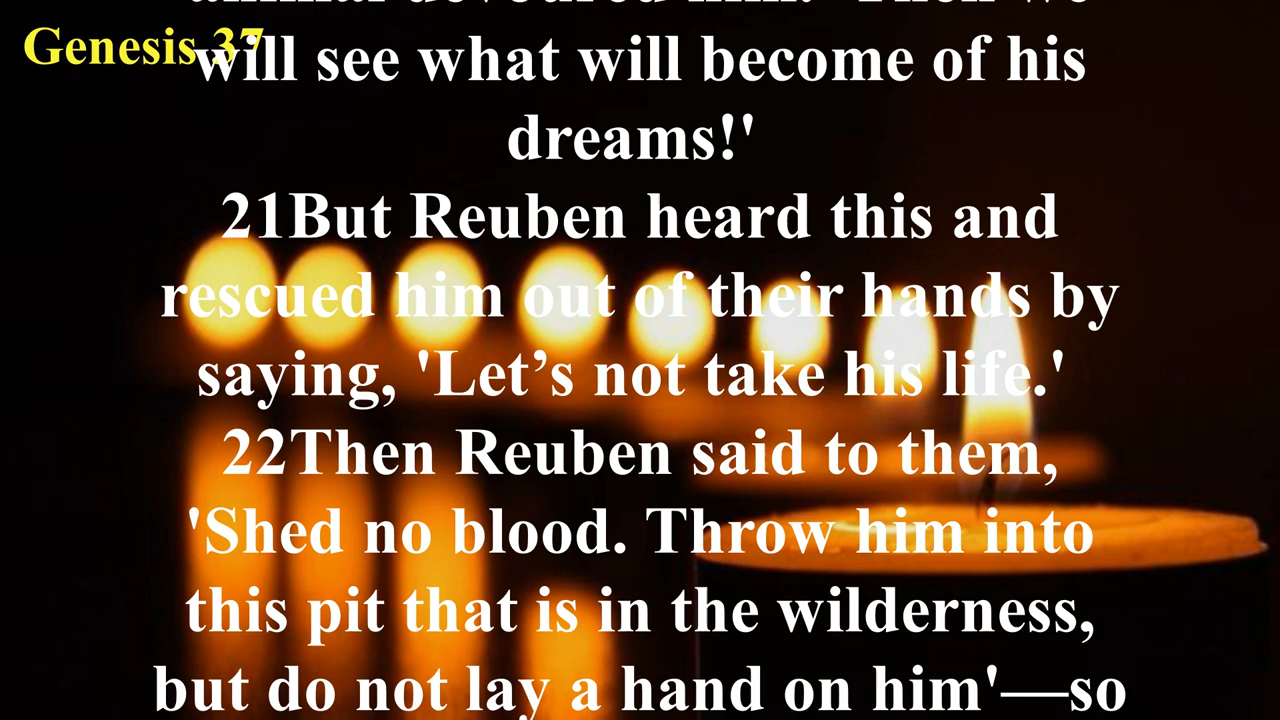 Genesis 37
will see what will become of his
dreams!'
21But Reuben heard this and
rescued him out of their hands by
saying, 'Let’s not take his life.'
22Then Reuben said to them,
'Shed no blood. Throw him into
this pit that is in the wilderness,
but do not lay a hand on him'—so